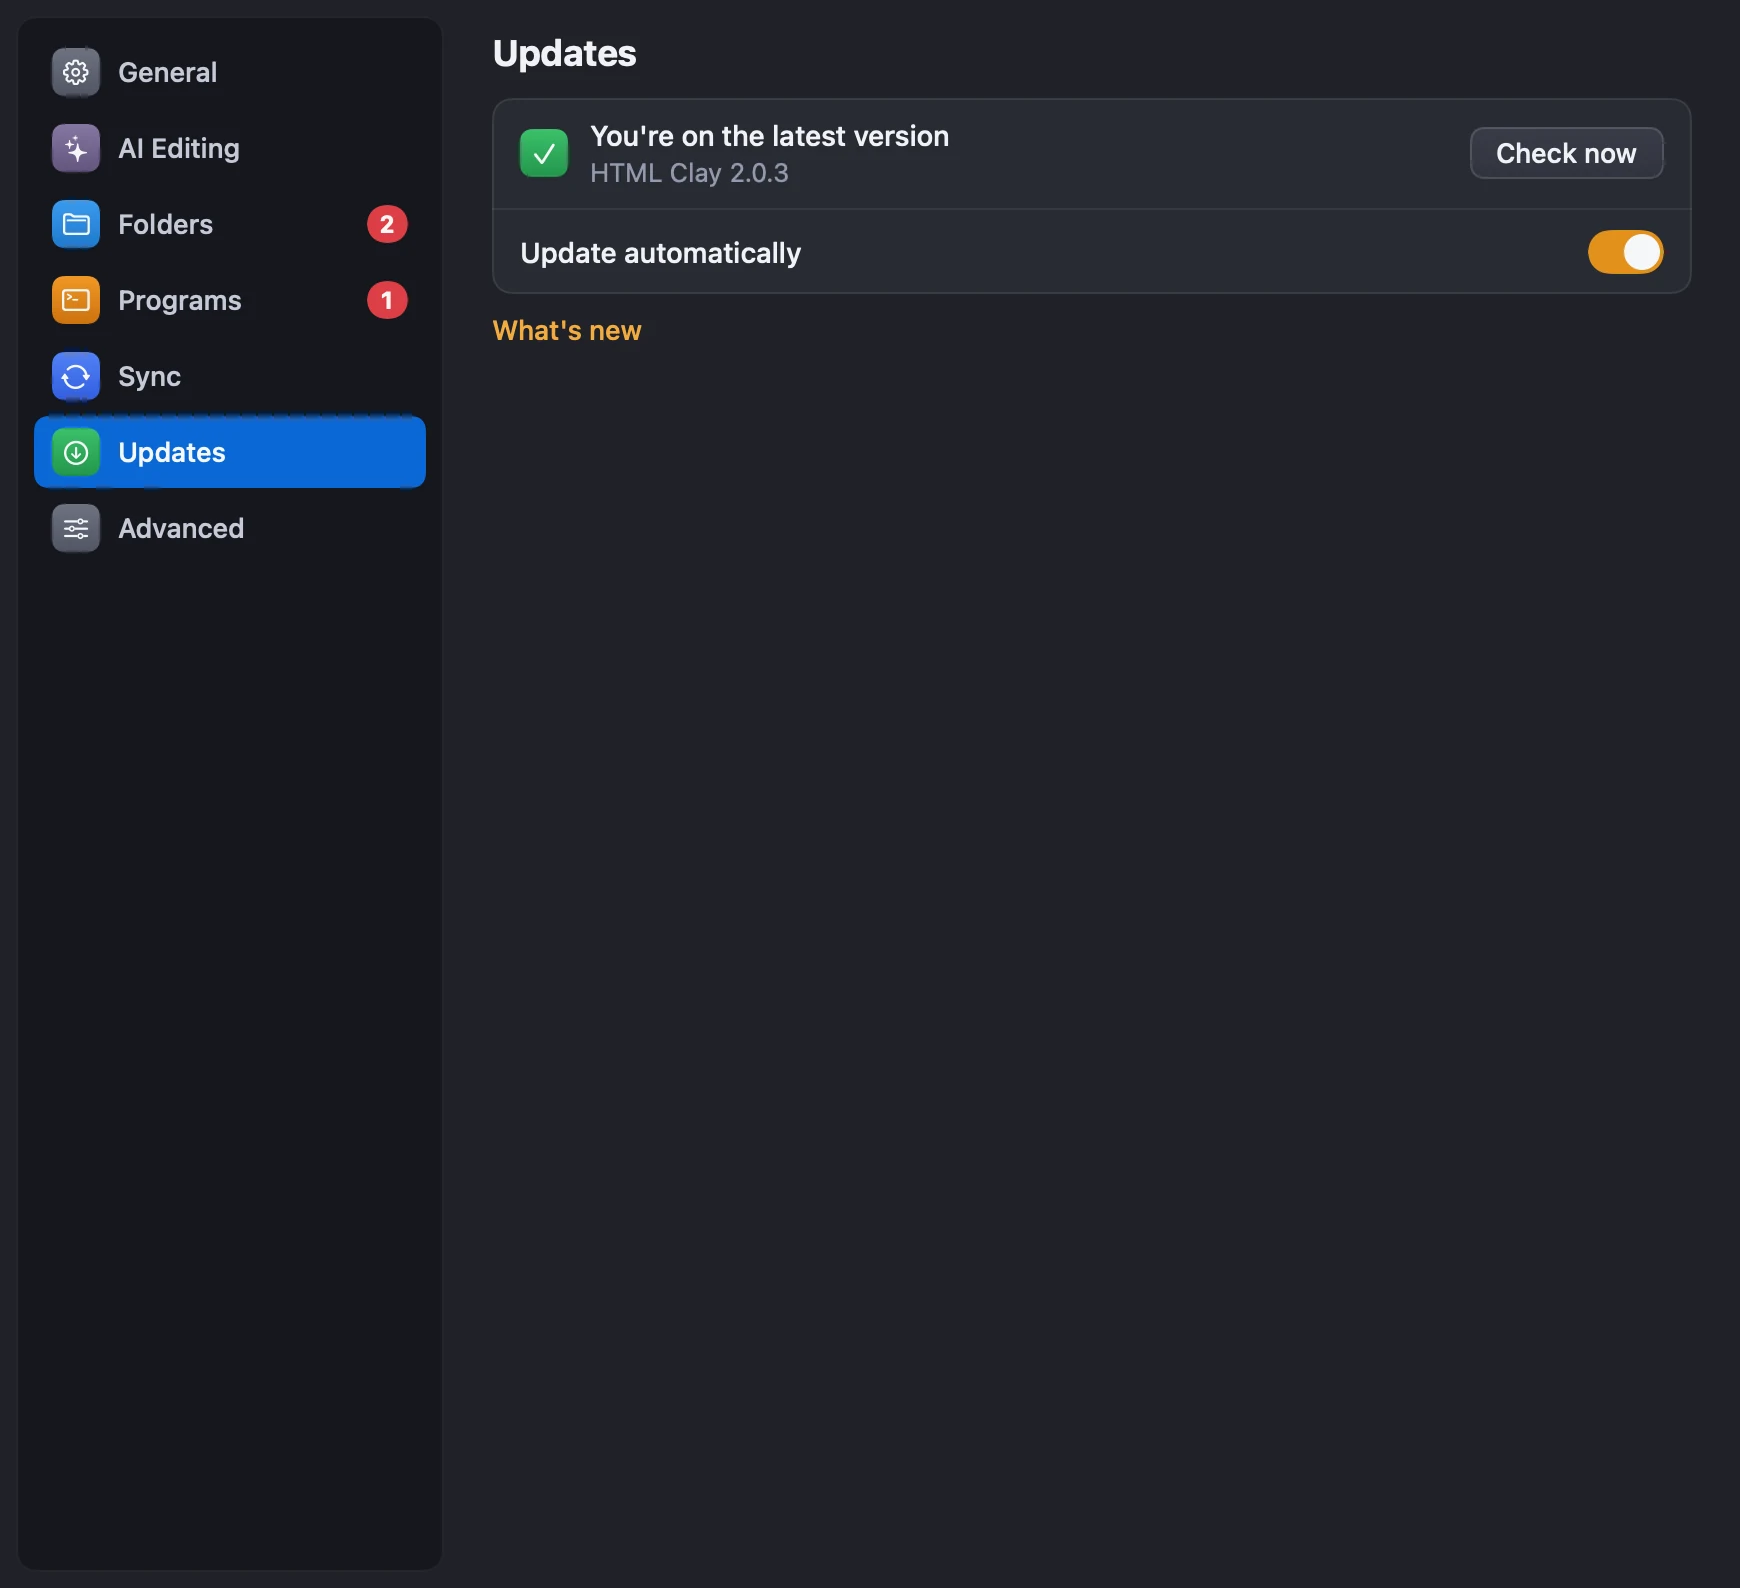 General
AI Editing
Folders 2
Programs 1
Sync
Updates
Advanced
Updates
You're on the latest version
HTML Clay 2.0.3
Check now
Update automatically
What's new